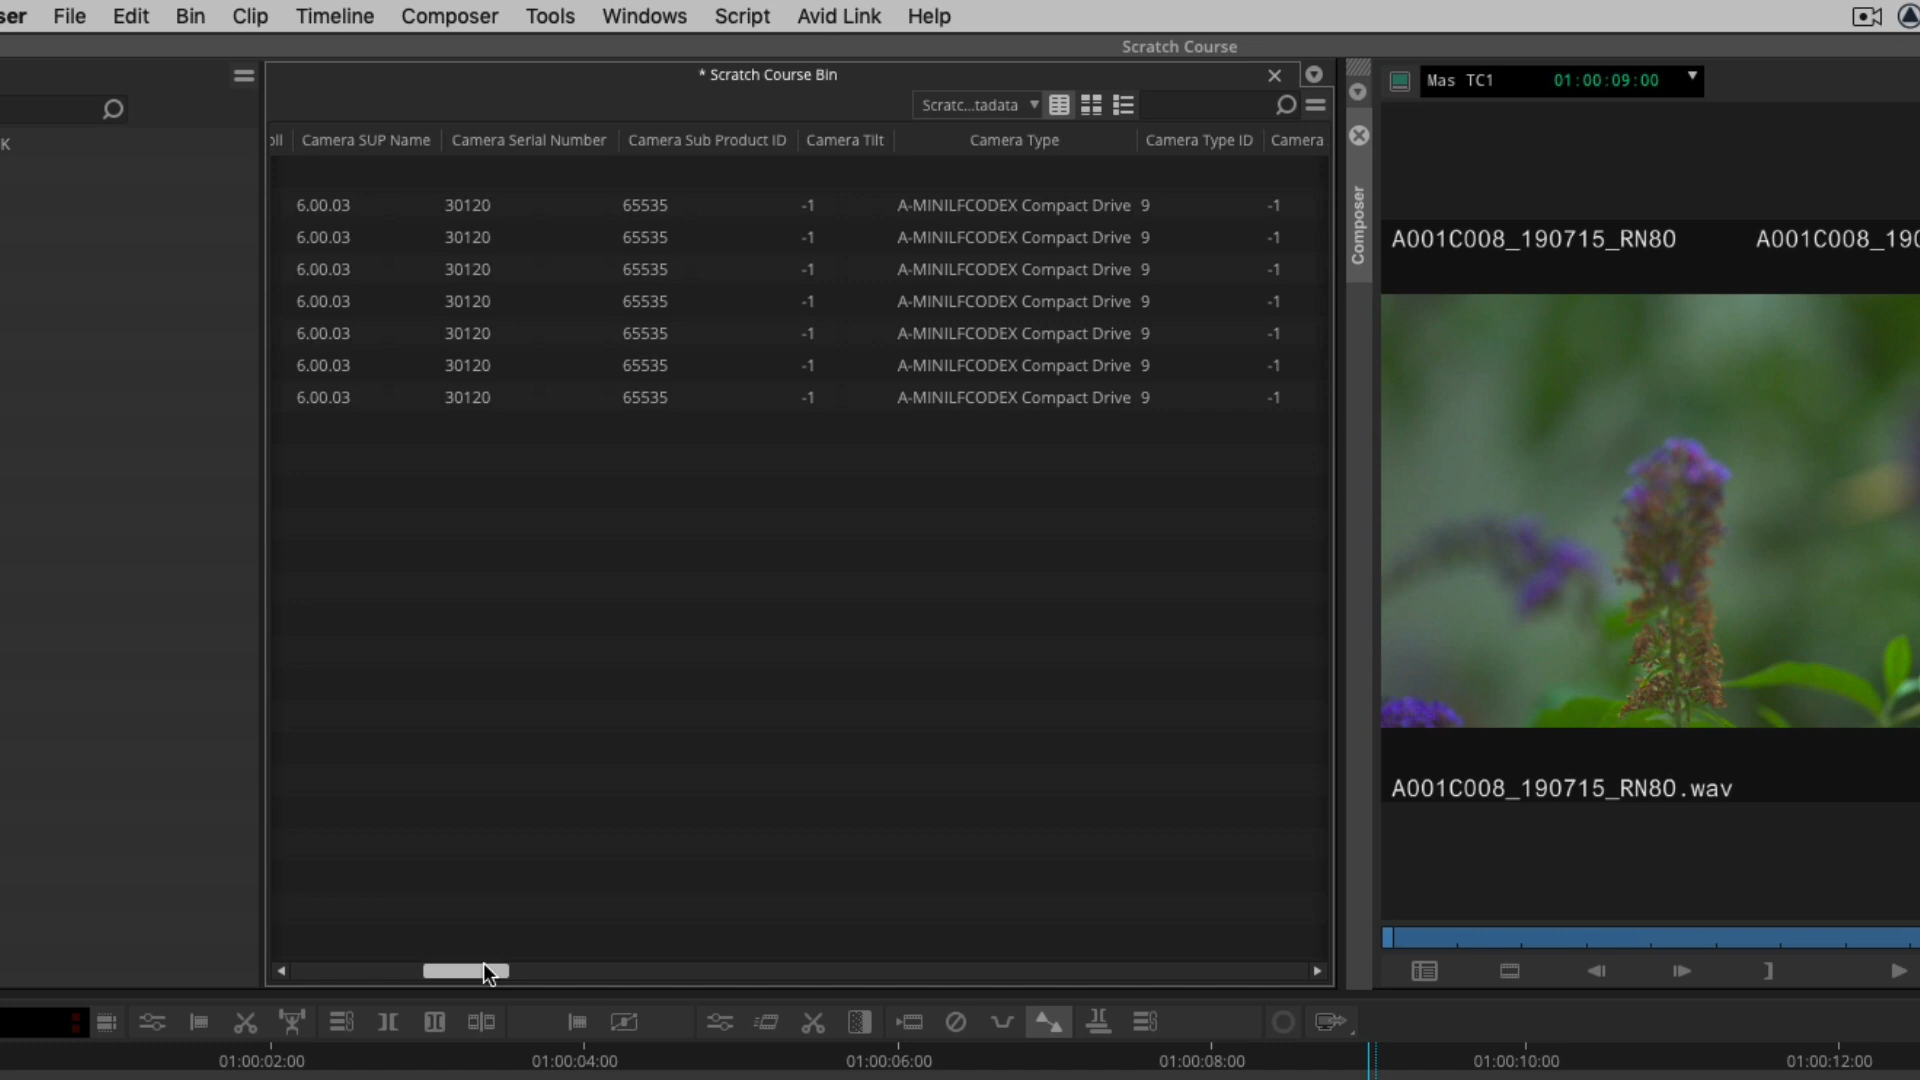 ser File Edit Bin Clip Timeline Composer Tools Windows Script Avid Link Help
Scratch Course
* Scratch Course Bin
Mas TC1 01:00:09:00
Scratc...tadata
K
oll Camera SUP Name Camera Serial Number Camera Sub Product ID Camera Tilt Camera Type Camera Type ID Camera
6.00.03 30120 65535 -1 A-MINILFCODEX Compact Drive 9 -1
6.00.03 30120 65535 -1 A-MINILFCODEX Compact Drive 9 -1
6.00.03 30120 65535 -1 A-MINILFCODEX Compact Drive 9 -1
6.00.03 30120 65535 -1 A-MINILFCODEX Compact Drive 9 -1
6.00.03 30120 65535 -1 A-MINILFCODEX Compact Drive 9 -1
6.00.03 30120 65535 -1 A-MINILFCODEX Compact Drive 9 -1
6.00.03 30120 65535 -1 A-MINILFCODEX Compact Drive 9 -1
Composer
A001C008_190715_RN8O A001C008_190
A001C008_190715_RN8O.wav
01:00:02:00 01:00:04:00 01:00:06:00 01:00:08:00 01:00:10:00 01:00:12:00